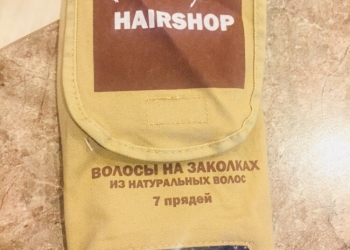 HAIRSHOP
ВОЛОСЫ НА ЗАКОЛКАХ
ИЗ НАТУРАЛЬНЫХ ВОЛОС
7 прядей